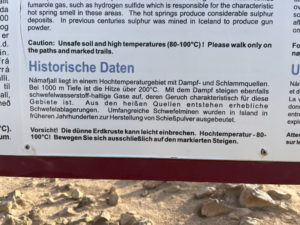 fumarole gas, such as hydrogen sulfide which is responsible for the characteristic
hot spring smell in these areas. The hot springs produce considerable sulphur
deposits. In previous centuries sulphur was mined in Iceland to produce gun
powder.
Caution: Unsafe soil and high temperatures (80-100°C) ! Please walk only on
the paths and marked trails.
Historische Daten
Námafjall liegt in einem Hochtemperaturgebiet mit Dampf- und Schlammquellen.
Bei 1000 m Tiefe ist die Hitze über 200°C. Mit dem Dampf steigen ebenfalls
schwefelwasserstoff-haltige Gase auf, deren Geruch charakteristisch für diese
Gebiete ist. Aus den heißen Quellen entstehen erhebliche
Schwefelablagerungen. Umfangreiche Schwefelminen wurden in Island in
früheren Jahrhunderten zur Herstellung von Schießpulver ausgebeutet.
Vorsicht! Die dünne Erdkruste kann leicht einbrechen. Hochtemperatur - 80-
100°C! Bewegen Sie sich ausschließlich auf den markierten Steigen.